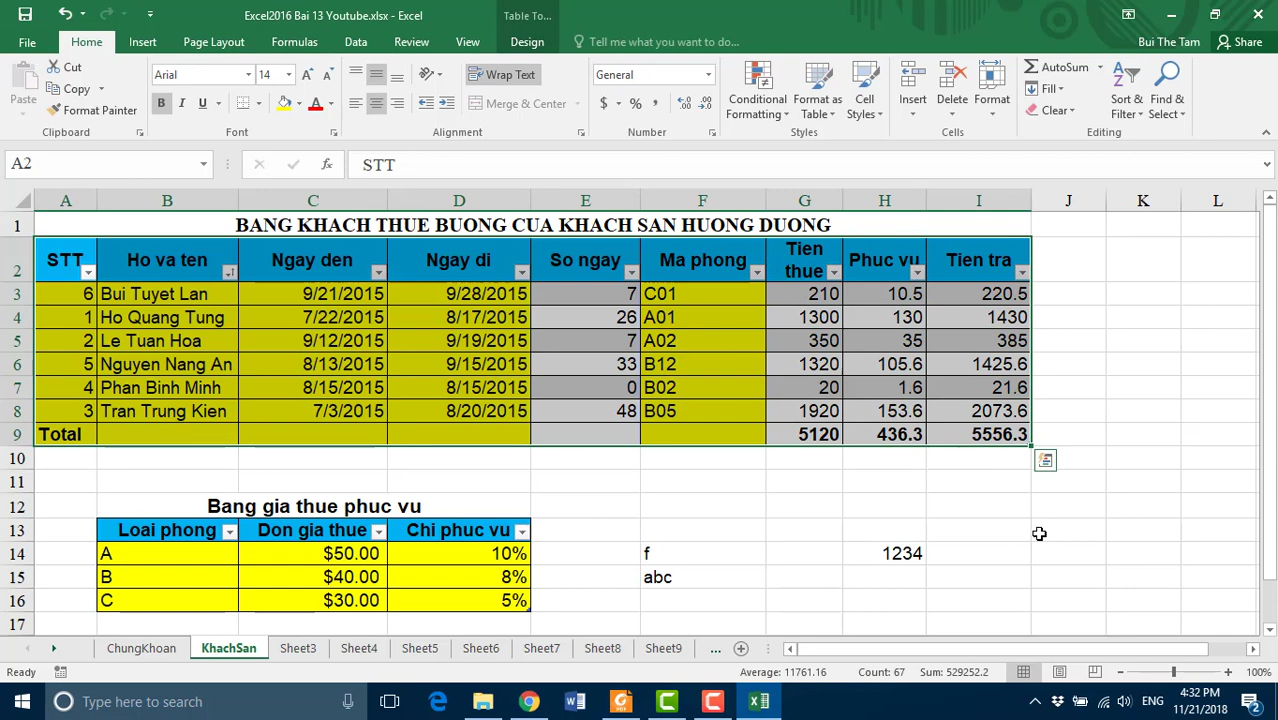 Excel2016 Bai 13 Youtube.xlsx - Excel
Table To...
File Home Insert Page Layout Formulas Data Review View Design Tell me what you want to do... Bui The Tam Share
Paste
Cut
Copy
Format Painter
Clipboard
Arial 14
B I U
Font
Wrap Text
Merge & Center
Alignment
General
$ % ,
Number
Conditional Formatting
Format as Table
Cell Styles
Styles
Insert Delete Format
Cells
AutoSum
Fill
Clear
Sort & Filter
Find & Select
Editing
A2 fx STT
A B C D E F G H I J K L
1 BANG KHACH THUE BUONG CUA KHACH SAN HUONG DUONG
2 STT Ho va ten Ngay den Ngay di So ngay Ma phong Tien thue Phuc vu Tien tra
3 6 Bui Tuyet Lan 9/21/2015 9/28/2015 7 C01 210 10.5 220.5
4 1 Ho Quang Tung 7/22/2015 8/17/2015 26 A01 1300 130 1430
5 2 Le Tuan Hoa 9/12/2015 9/19/2015 7 A02 350 35 385
6 5 Nguyen Nang An 8/13/2015 9/15/2015 33 B12 1320 105.6 1425.6
7 4 Phan Binh Minh 8/15/2015 8/15/2015 0 B02 20 1.6 21.6
8 3 Tran Trung Kien 7/3/2015 8/20/2015 48 B05 1920 153.6 2073.6
9 Total 5120 436.3 5556.3
10
11
12 Bang gia thue phuc vu
13 Loai phong Don gia thue Chi phuc vu
14 A $50.00 10% f 1234
15 B $40.00 8% abc
16 C $30.00 5%
17
ChungKhoan KhachSan Sheet3 Sheet4 Sheet5 Sheet6 Sheet7 Sheet8 Sheet9 ...
Ready Average: 11761.16 Count: 67 Sum: 529252.2 100%
Type here to search ENG 4:32 PM
11/21/2018 2